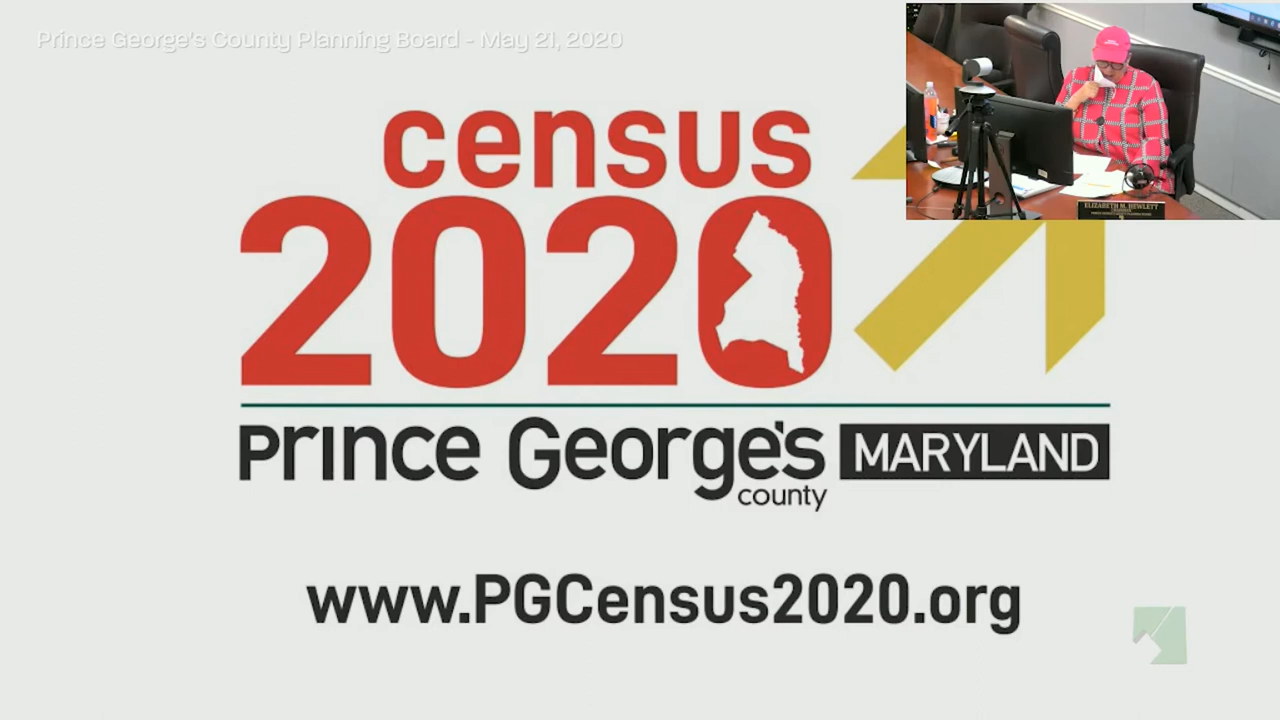 Prince George's County Planning Board - May 21, 2020
census
2020
Prince George's
MARYLAND
county
www.PGCensus2020.org
ELIZABETH M. HEWLETT